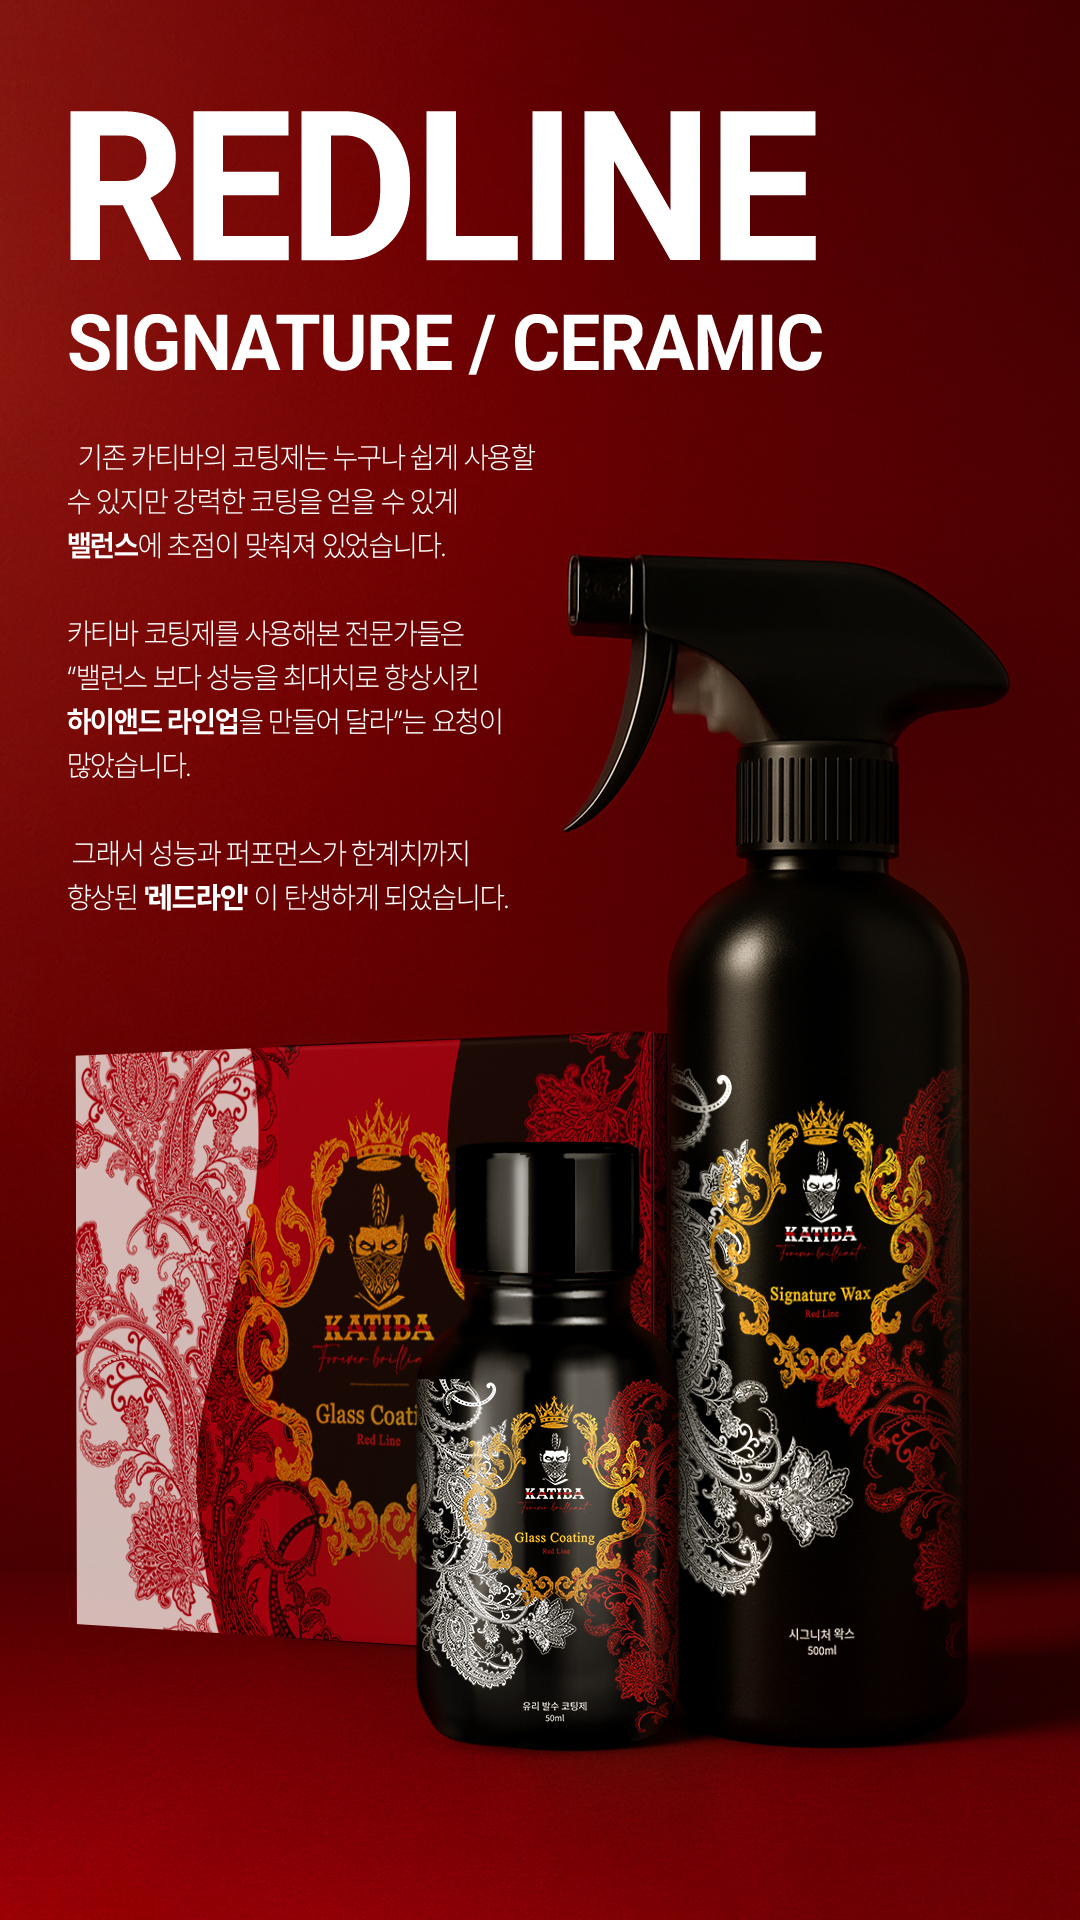 REDLINE
SIGNATURE / CERAMIC
기존 카티바의 코팅제는 누구나 쉽게 사용할
수 있지만 강력한 코팅을 얻을 수 있게
밸런스에 초점이 맞춰져 있었습니다.
카티바 코팅제를 사용해본 전문가들은
“밸런스 보다 성능을 최대치로 향상시킨
하이앤드 라인업을 만들어 달라”는 요청이
많았습니다.
그래서 성능과 퍼포먼스가 한계치까지
향상된 '레드라인' 이 탄생하게 되었습니다.
KATIBA
Forever brillia
Glass Coati
Red Line
KATIBA
Forever brilliant
Glass Coating
Red Line
유리 발수 코팅제
50ml
KATIBA
Forever brilliant
Signature Wax
Red Line
시그니처 왁스
500ml